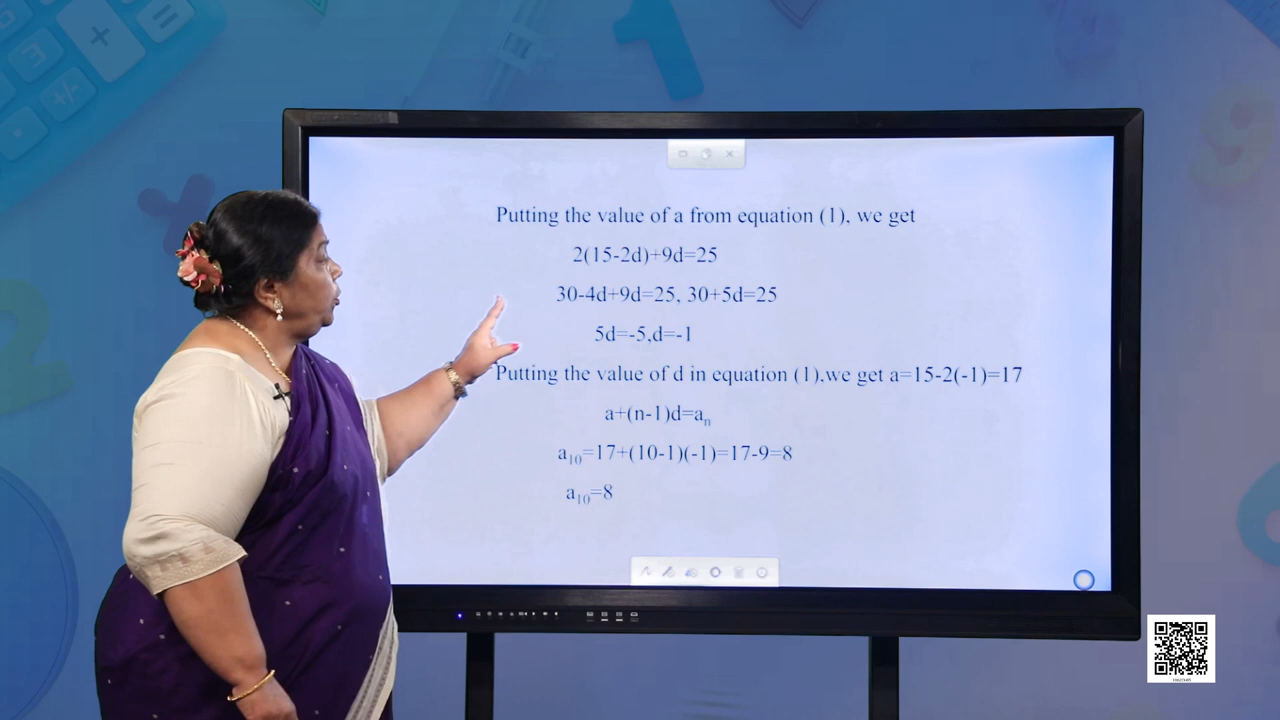 Putting the value of a from equation (1), we get
2(15-2d)+9d=25
30-4d+9d=25, 30+5d=25
5d=-5,d=-1
Putting the value of d in equation (1),we get a=15-2(-1)=17
a+(n-1)d=aₙ
a₁₀=17+(10-1)(-1)=17-9=8
a₁₀=8